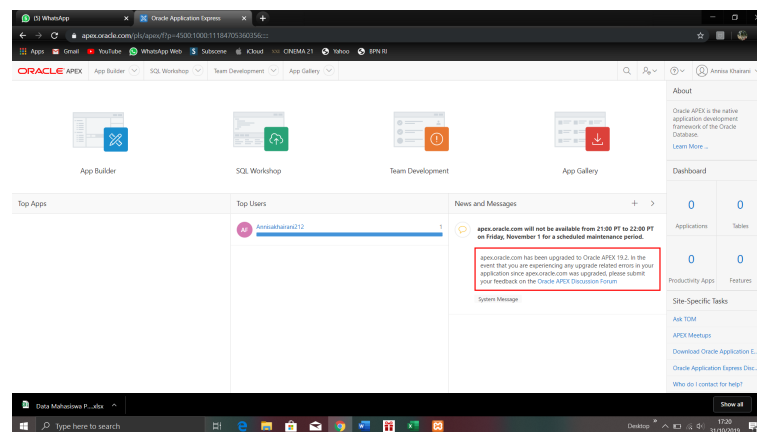 (5) WhatsApp
Oracle Application Express
apex.oracle.com/pls/apex/f?p=4500:1000:11184705360356::::
Apps
Gmail
YouTube
WhatsApp Web
Subscene
iCloud
CINEMA 21
Yahoo
BPN RI
ORACLE APEX
App Builder
SQL Workshop
Team Development
App Gallery
Annisa Khairani
App Builder
SQL Workshop
Team Development
App Gallery
About
Oracle APEX is the
native
application development
framework of the Oracle
Database.
Learn More ...
Dashboard
0
Applications
0
Tables
0
Productivity Apps
0
Features
Site-Specific Tasks
Ask TOM
APEX Meetups
Download Oracle Application E..
Oracle Application Express Disc..
Who do I contact for help?
Top Apps
Top Users
AF
Annisakhairani212
1
News and Messages
apex.oracle.com will not be available from 21:00 PT to 22:00 PT
on Friday, November 1 for a scheduled maintenance period.
apex.oracle.com has been upgraded to Oracle APEX 19.2. In the
event that you are experiencing any upgrade related errors in your
application since apex.oracle.com was upgraded, please submit
your feedback on the Oracle APEX Discussion Forum
System Message
Data Mahasiswa P....xlsx
Show all
Type here to search
Desktop
17:20
31/10/2019